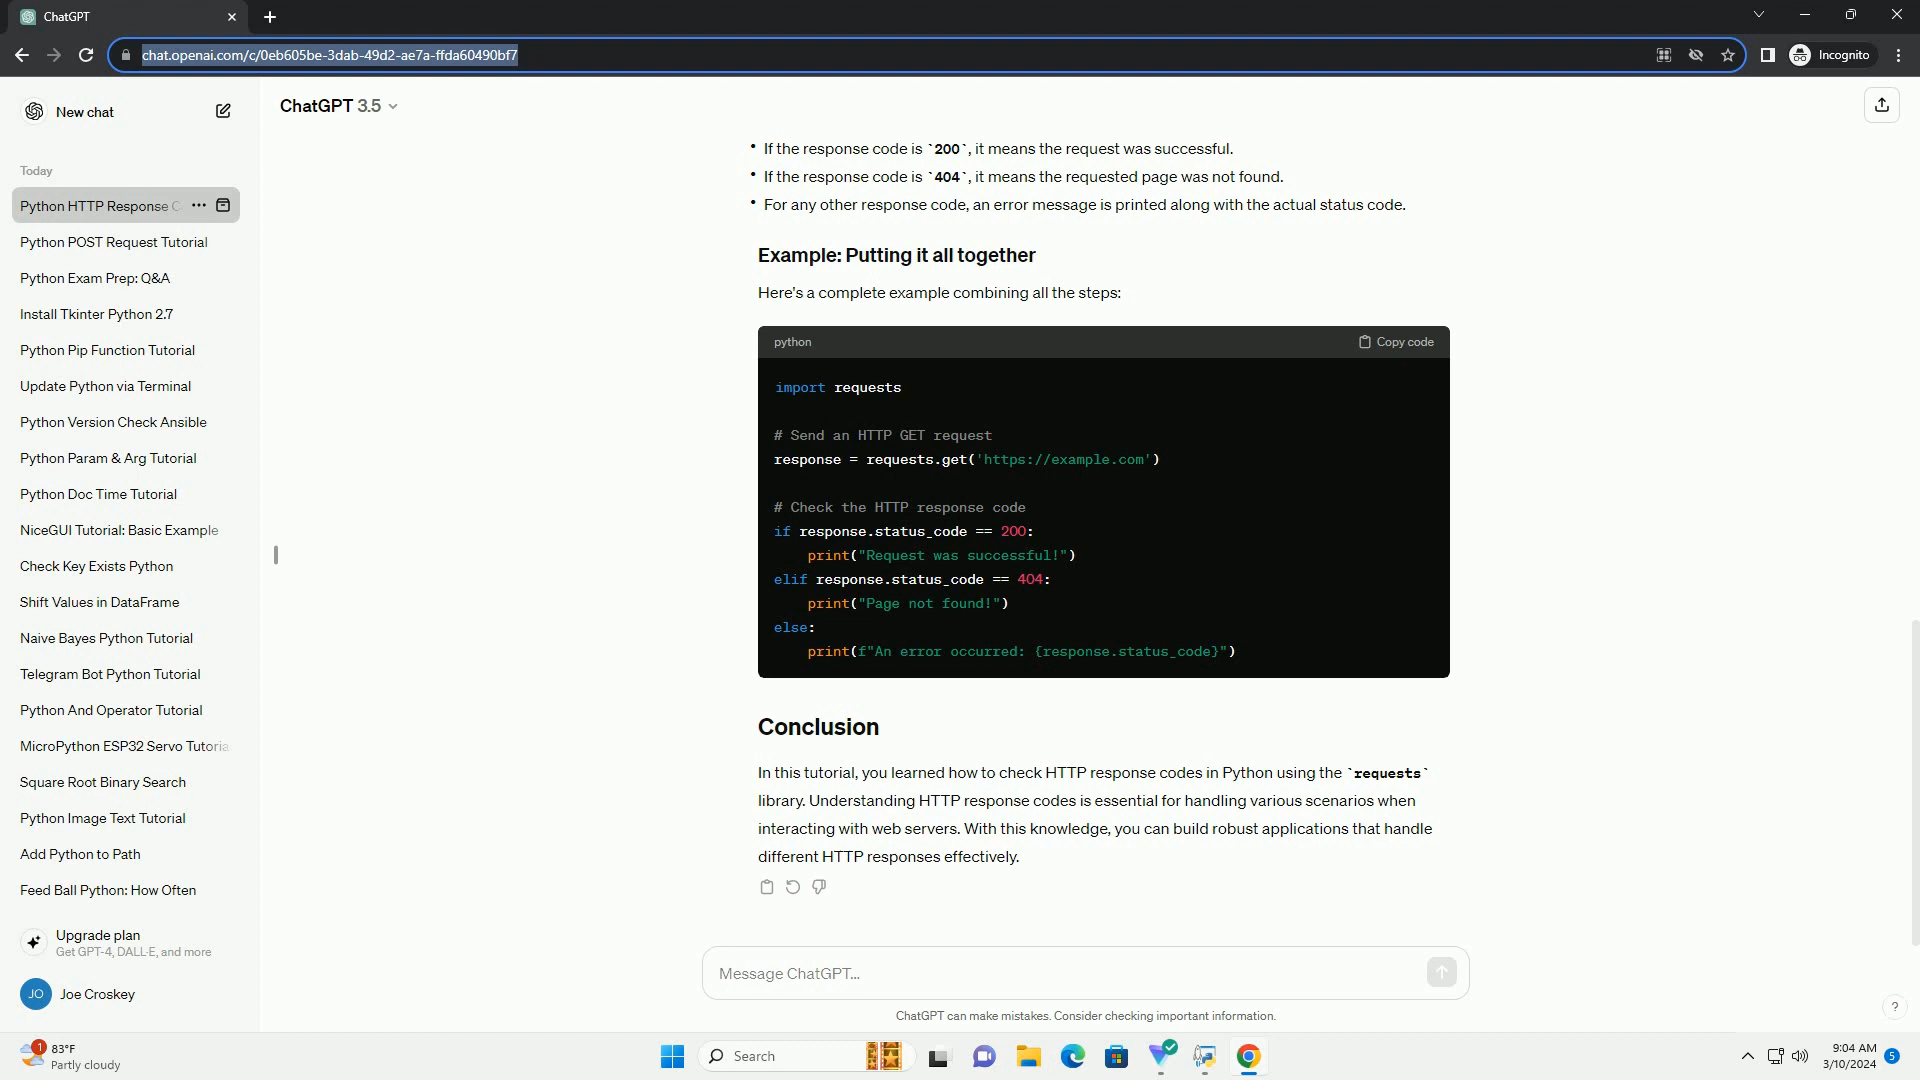 ChatGPT
chat.openai.com/c/0eb605be-3dab-49d2-ae7a-ffda60490bf7
Incognito
New chat
Today
Python HTTP Response C
Python POST Request Tutorial
Python Exam Prep: Q&A
Install Tkinter Python 2.7
Python Pip Function Tutorial
Update Python via Terminal
Python Version Check Ansible
Python Param & Arg Tutorial
Python Doc Time Tutorial
NiceGUI Tutorial: Basic Example
Check Key Exists Python
Shift Values in DataFrame
Naive Bayes Python Tutorial
Telegram Bot Python Tutorial
Python And Operator Tutorial
MicroPython ESP32 Servo Tutoria
Square Root Binary Search
Python Image Text Tutorial
Add Python to Path
Feed Ball Python: How Often
Upgrade plan
Get GPT-4, DALL·E, and more
JO
Joe Croskey
ChatGPT 3.5
• If the response code is `200`, it means the request was successful.
• If the response code is `404`, it means the requested page was not found.
• For any other response code, an error message is printed along with the actual status code.
Example: Putting it all together
Here's a complete example combining all the steps:
python
Copy code
import requests
# Send an HTTP GET request
response = requests.get('https://example.com')
# Check the HTTP response code
if response.status_code == 200:
    print("Request was successful!")
elif response.status_code == 404:
    print("Page not found!")
else:
    print(f"An error occurred: {response.status_code}")
Conclusion
In this tutorial, you learned how to check HTTP response codes in Python using the `requests`
library. Understanding HTTP response codes is essential for handling various scenarios when
interacting with web servers. With this knowledge, you can build robust applications that handle
different HTTP responses effectively.
Message ChatGPT...
ChatGPT can make mistakes. Consider checking important information.
?
1
83°F
Partly cloudy
Search
9:04 AM
3/10/2024
5